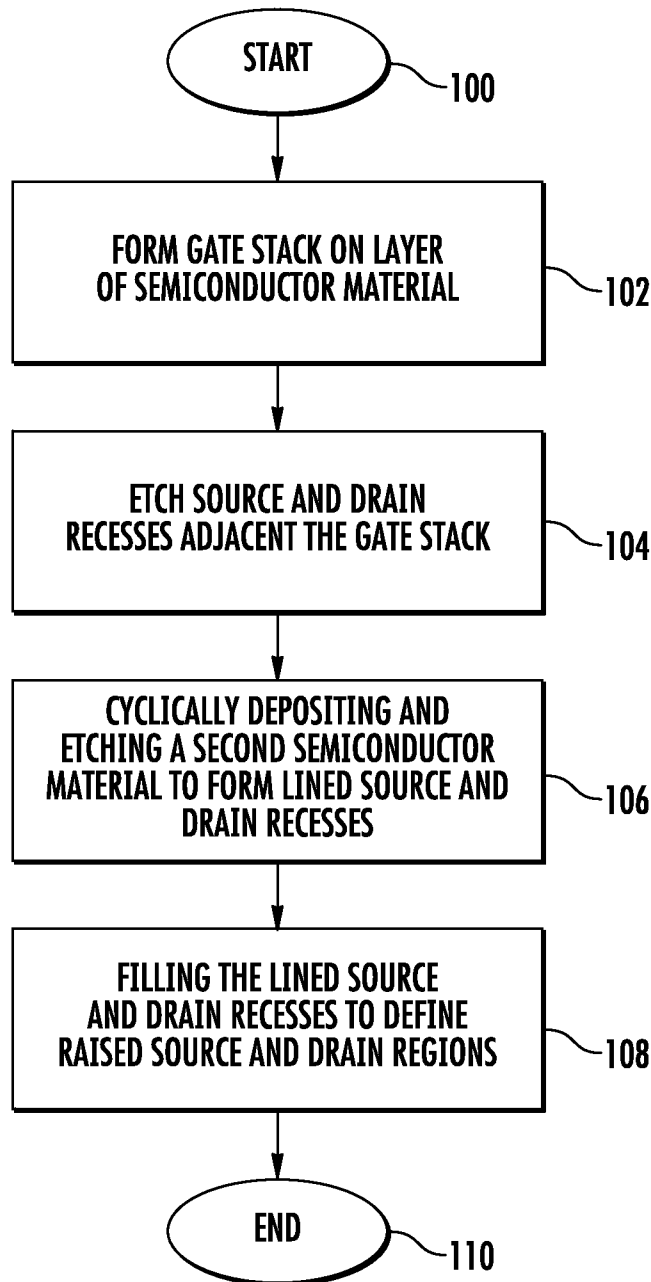 START
100
FORM GATE STACK ON LAYER
OF SEMICONDUCTOR MATERIAL
102
ETCH SOURCE AND DRAIN
RECESSES ADJACENT THE GATE STACK
104
CYCLICALLY DEPOSITING AND
ETCHING A SECOND SEMICONDUCTOR
MATERIAL TO FORM LINED SOURCE AND
DRAIN RECESSES
106
FILLING THE LINED SOURCE
AND DRAIN RECESSES TO DEFINE
RAISED SOURCE AND DRAIN REGIONS
108
END
110